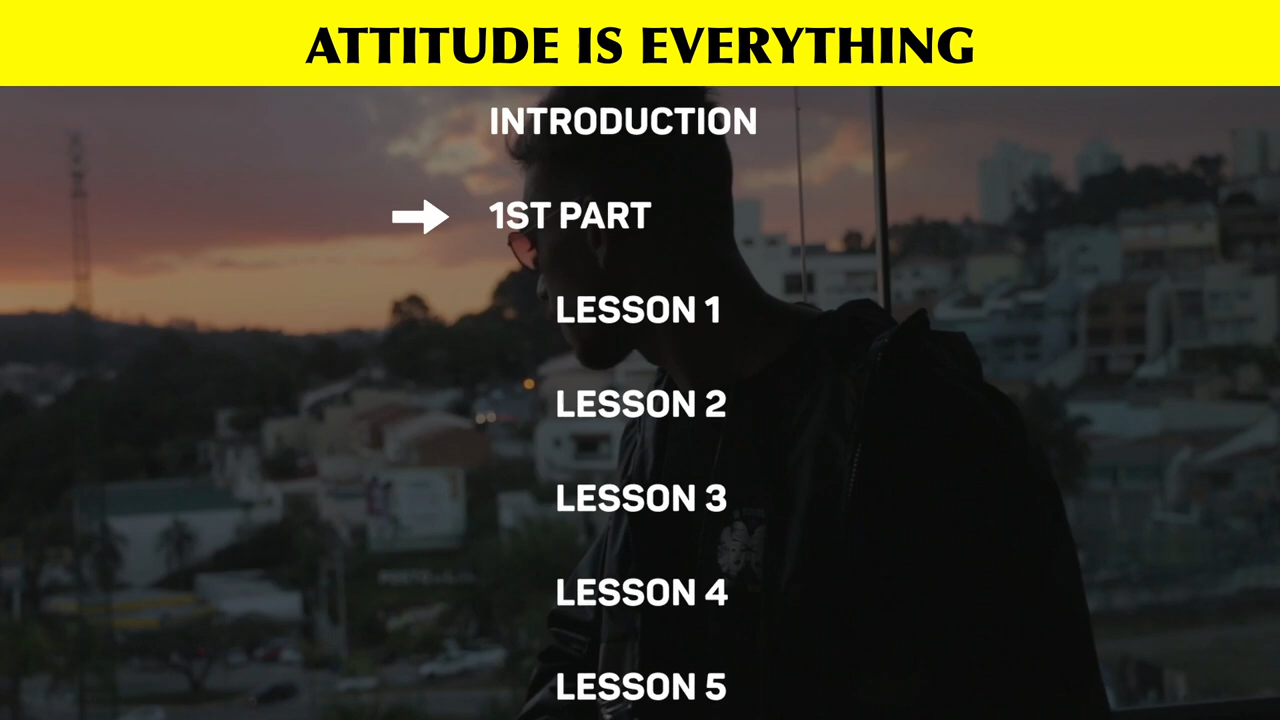 ATTITUDE IS EVERYTHING
INTRODUCTION
1ST PART
LESSON 1
LESSON 2
LESSON 3
LESSON 4
LESSON 5